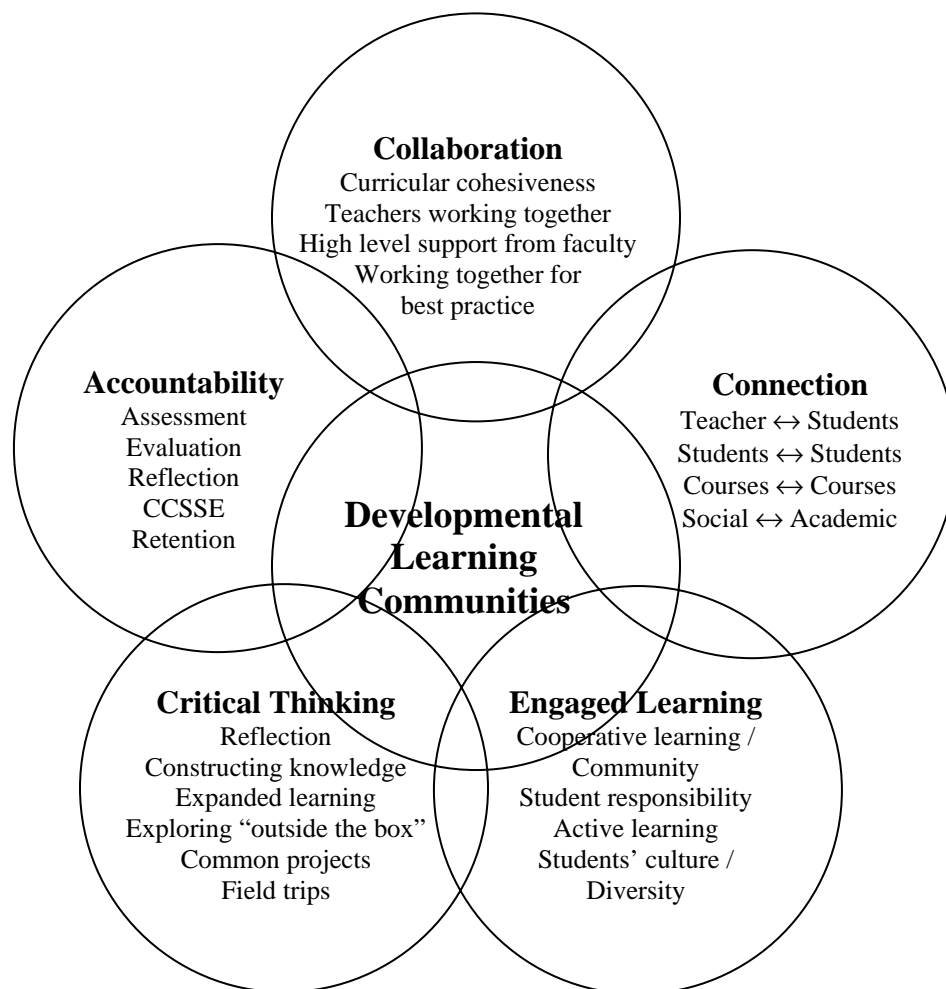 Collaboration
Curricular cohesiveness
Teachers working together
High level support from faculty
Working together for
best practice
Accountability
Assessment
Evaluation
Reflection
CCSSE
Retention
Connection
Teacher ↔ Students
Students ↔ Students
Courses ↔ Courses
Social ↔ Academic
Developmental
Learning
Communities
Critical Thinking
Reflection
Constructing knowledge
Expanded learning
Exploring “outside the box”
Common projects
Field trips
Engaged Learning
Cooperative learning /
Community
Student responsibility
Active learning
Students’ culture /
Diversity